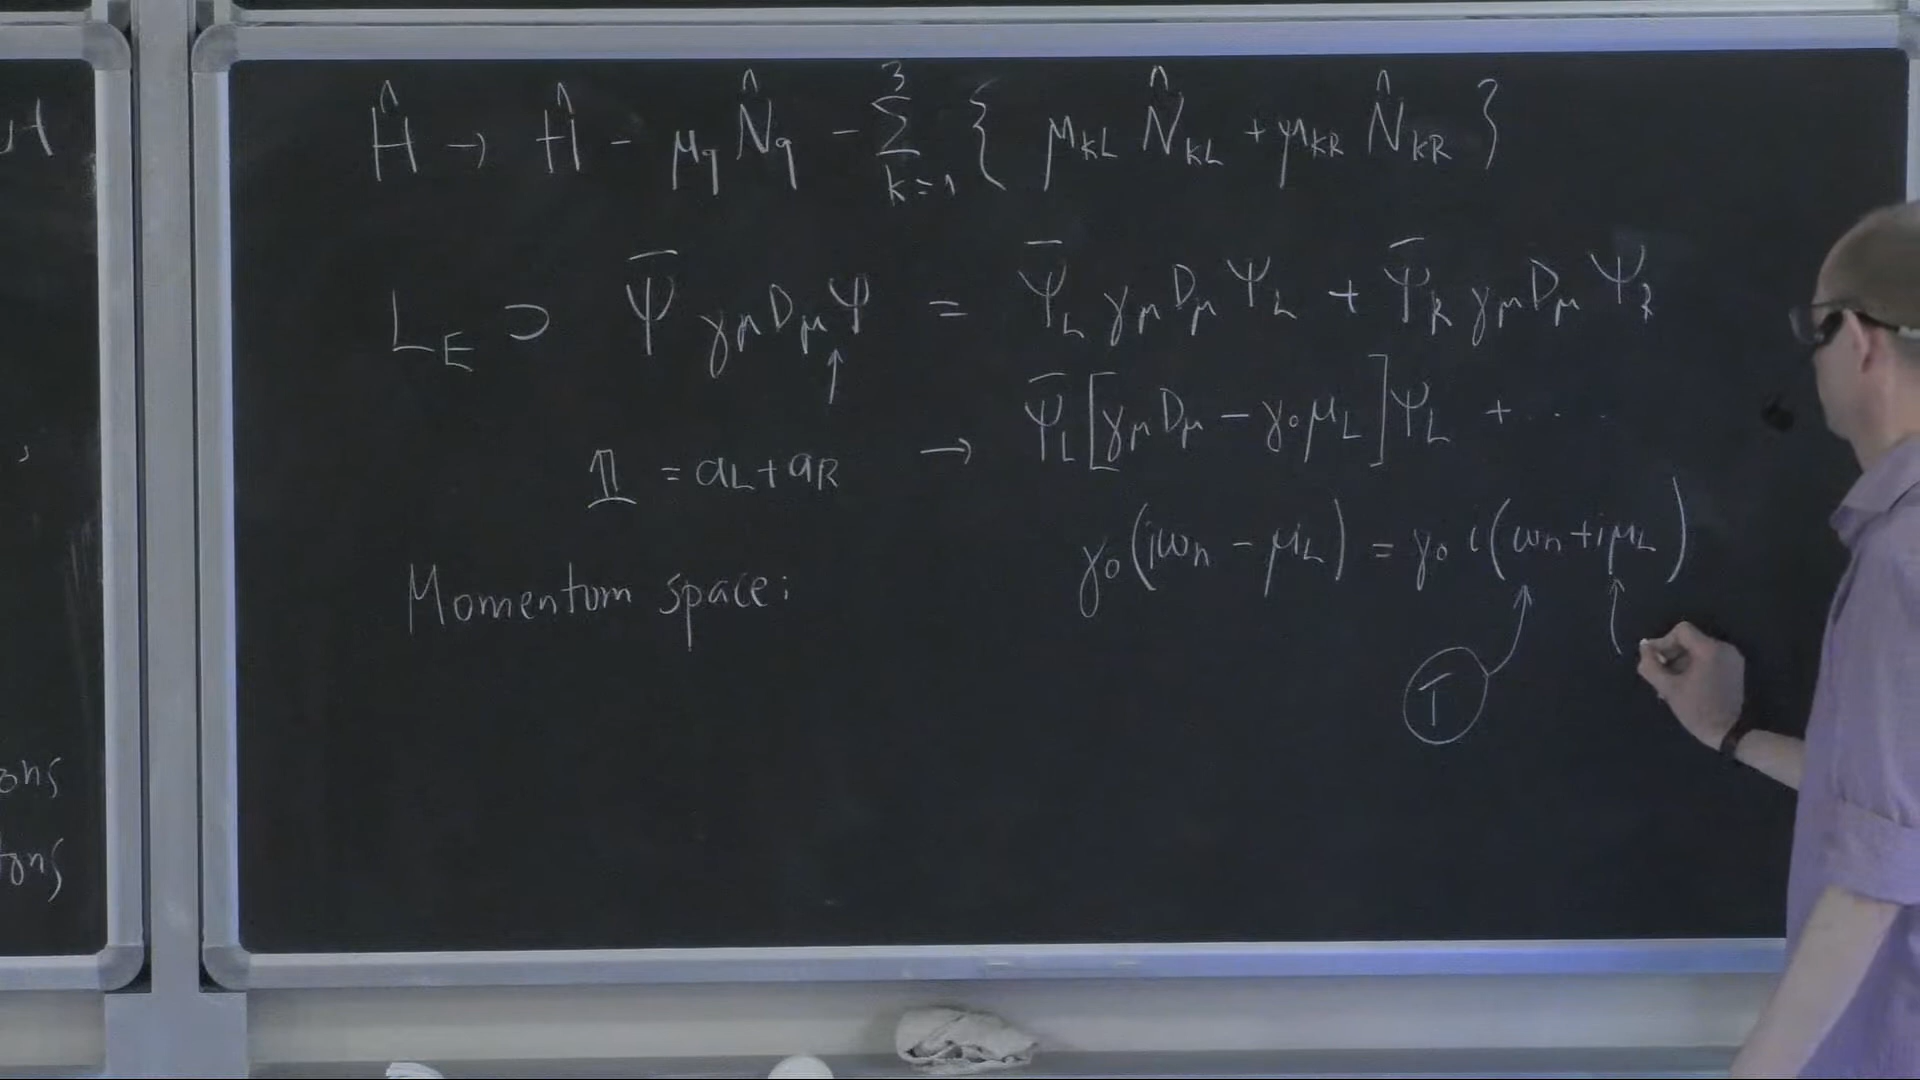 Ĥ → Ĥ - μ_q N̂_q - Σ_{k=1}^{3} { μ_{kL} N̂_{kL} + μ_{kR} N̂_{kR} }
L_E ⊃ Ψ̄ γ_μ D_μ Ψ = Ψ̄_L γ_μ D_μ Ψ_L + Ψ̄_R γ_μ D_μ Ψ_R
↑
𝟙 = a_L + a_R → Ψ̄_L [γ_μ D_μ - γ_0 μ_L] Ψ_L + ...
Momentum space: γ_0 (iω_n - μ_L) = γ_0 i (ω_n + iμ_L)
T
ons
tons